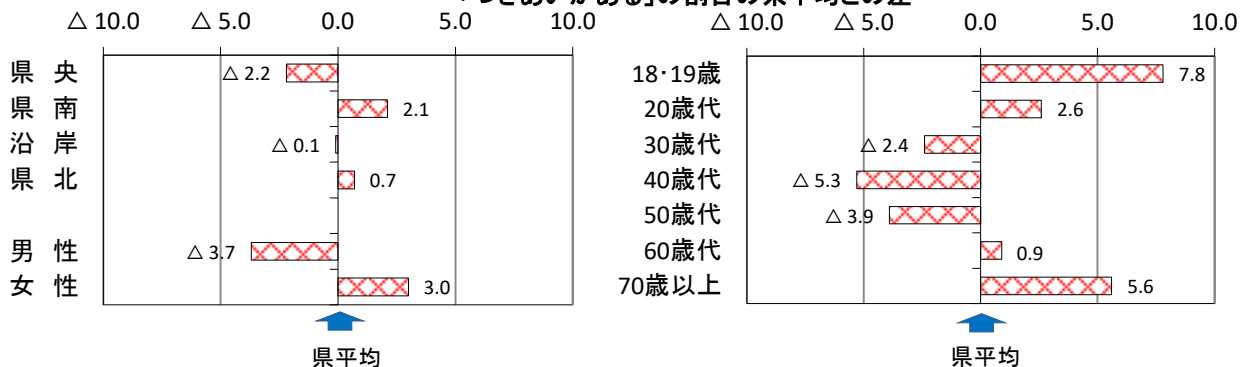 △ 10.0 △ 5.0 0.0 5.0 10.0
県 央 △ 2.2
県 南 2.1
沿 岸 △ 0.1
県 北 0.7
男 性 △ 3.7
女 性 3.0
県平均
△ 10.0 △ 5.0 0.0 5.0 10.0
18・19歳 7.8
20歳代 2.6
30歳代 △ 2.4
40歳代 △ 5.3
50歳代 △ 3.9
60歳代 0.9
70歳以上 5.6
県平均